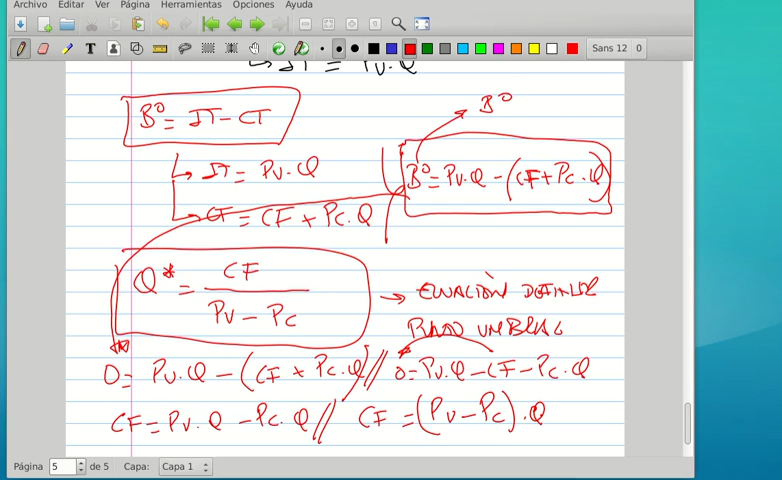 Archivo Editar Ver Página Herramientas Opciones Ayuda
T Sans 12 0
↳ IT = Pv.Q
B° = IT - CT
B°
↳ IT = Pv.Q
B° = Pv.Q - (CF + Pc.Q)
↳ CT = CF + Pc.Q
Q* = CF / Pv - Pc
→ ECUACIÓN
0 = Pv.Q - (CF + Pc.Q) // 0 = Pv.Q - CF - Pc.Q
CF = Pv.Q - Pc.Q // CF = (Pv - Pc).Q
Página 5 de 5 Capa: Capa 1